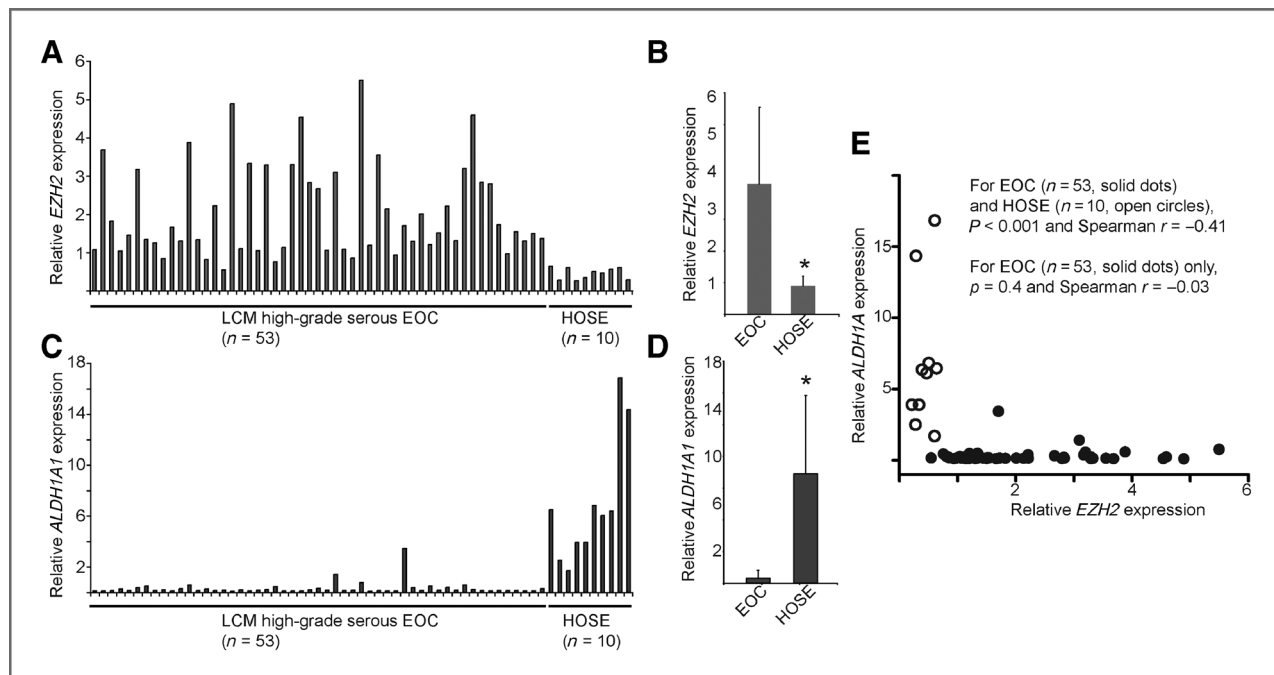 A
Relative EZH2 expression
6
5
4
3
2
1
LCM high-grade serous EOC
(n = 53)
HOSE
(n = 10)
B
Relative EZH2 expression
6
5
4
3
2
1
*
EOC
HOSE
C
Relative ALDH1A1 expression
18
14
10
6
2
LCM high-grade serous EOC
(n = 53)
HOSE
(n = 10)
D
Relative ALDH1A1 expression
18
14
10
6
2
*
EOC
HOSE
E
Relative ALDH1A expression
15
10
5
For EOC (n = 53, solid dots)
and HOSE (n = 10, open circles),
P < 0.001 and Spearman r = –0.41
For EOC (n = 53, solid dots) only,
p = 0.4 and Spearman r = –0.03
2
4
6
Relative EZH2 expression